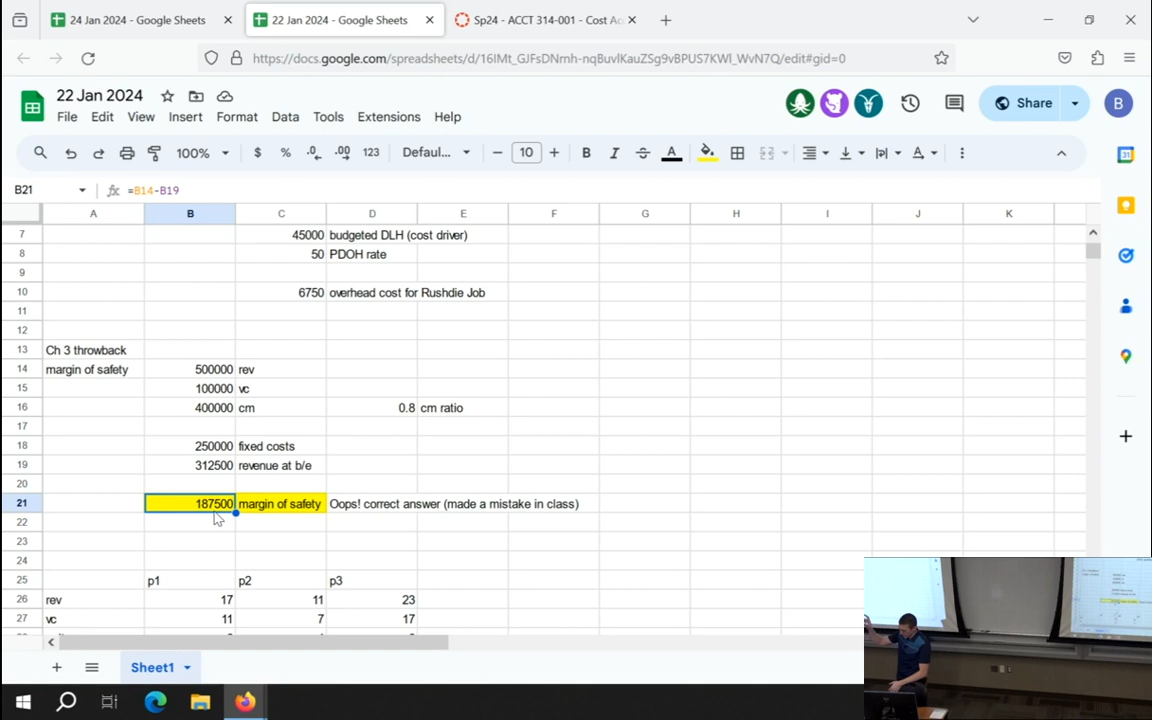 24 Jan 2024 - Google Sheets
22 Jan 2024 - Google Sheets
Sp24 - ACCT 314-001 - Cost Acc
https://docs.google.com/spreadsheets/d/16IMt_GJFsDNrnh-nqBuvlKauZSg9vBPUS7KWl_WvN7Q/edit#gid=0
22 Jan 2024
Share
B
File Edit View Insert Format Data Tools Extensions Help
100% $ % .0 .00 123 Defaul... 10 B I A A
31
B21 fx =B14-B19
A B C D E F G H I J K
7 45000 budgeted DLH (cost driver)
8 50 PDOH rate
9
10 6750 overhead cost for Rushdie Job
11
12
13 Ch 3 throwback
14 margin of safety 500000 rev
15 100000 vc
16 400000 cm 0.8 cm ratio
17
18 250000 fixed costs
19 312500 revenue at b/e
20
21 187500 margin of safety Oops! correct answer (made a mistake in class)
22
23
24
25 p1 p2 p3
26 rev 17 11 23
27 vc 11 7 17
Sheet1